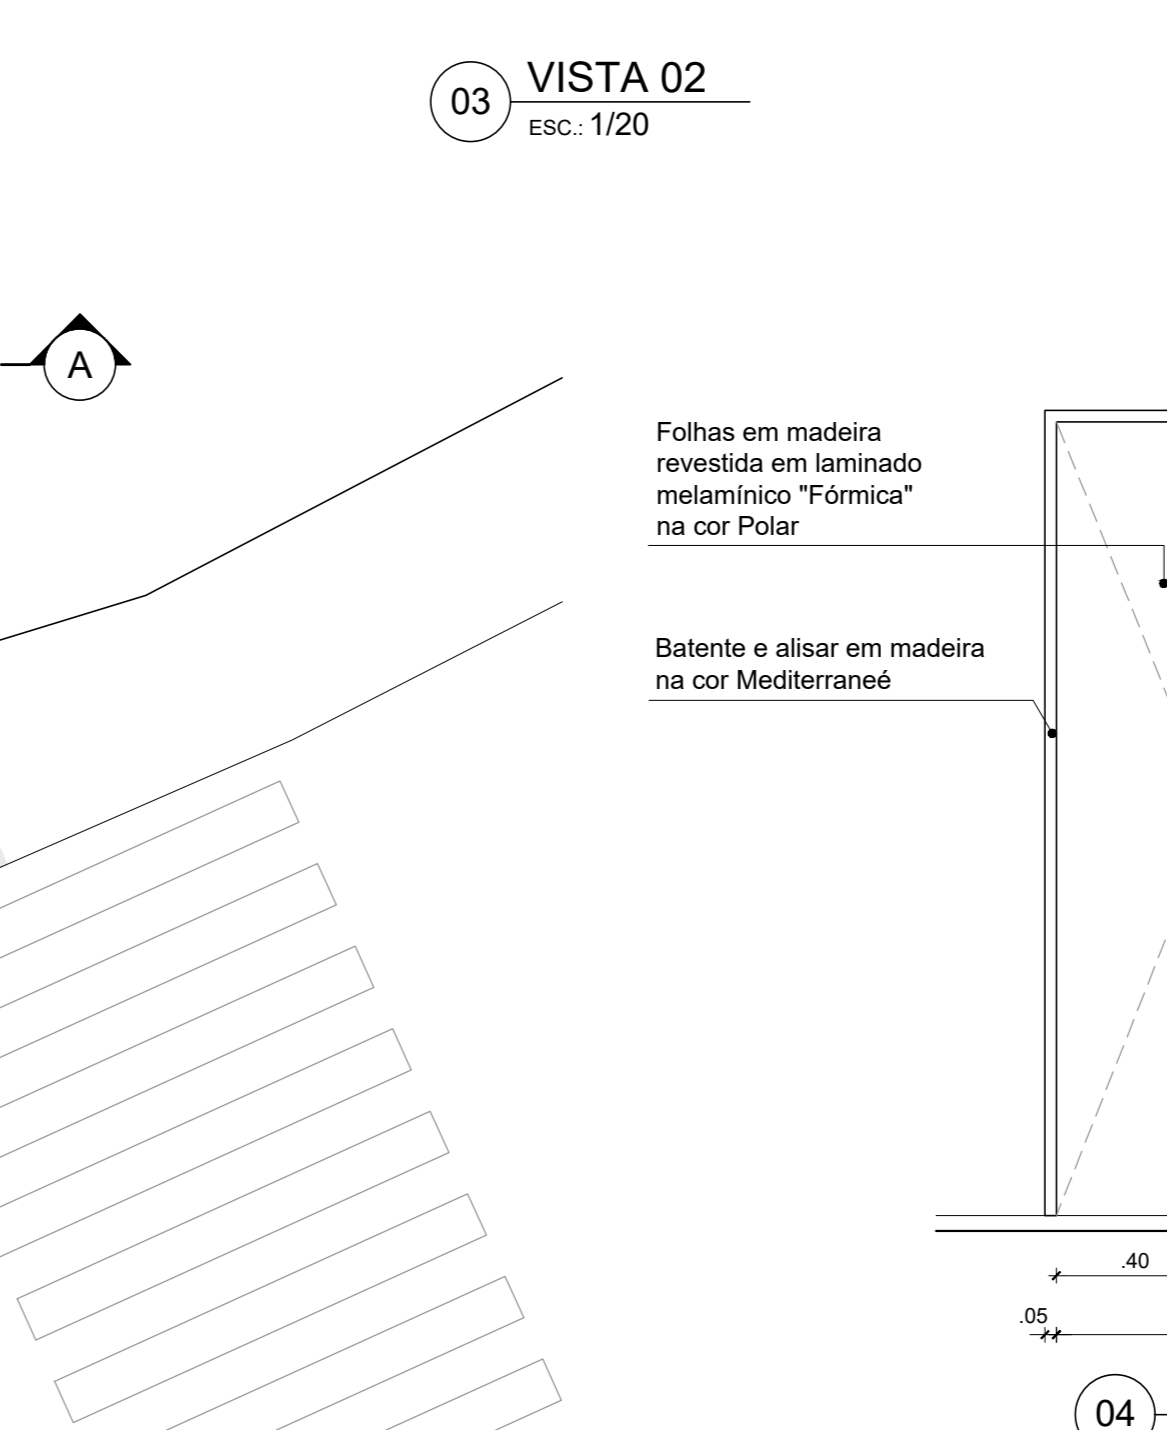 03
VISTA 02
ESC.: 1/20
A
Folhas em madeira
revestida em laminado
melamínico "Fórmica"
na cor Polar
Batente e alisar em madeira
na cor Mediterraneé
.40
.05
04